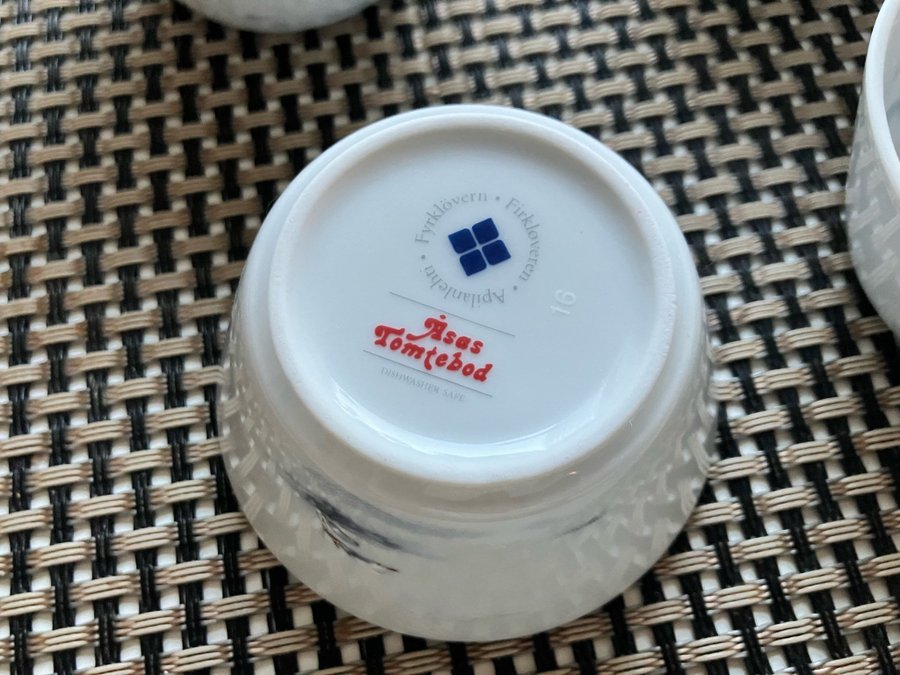 Fyrklövern • Firkløveren • Apilanlehti •
16
Åsas
Tomtebod
DISHWASHER SAFE